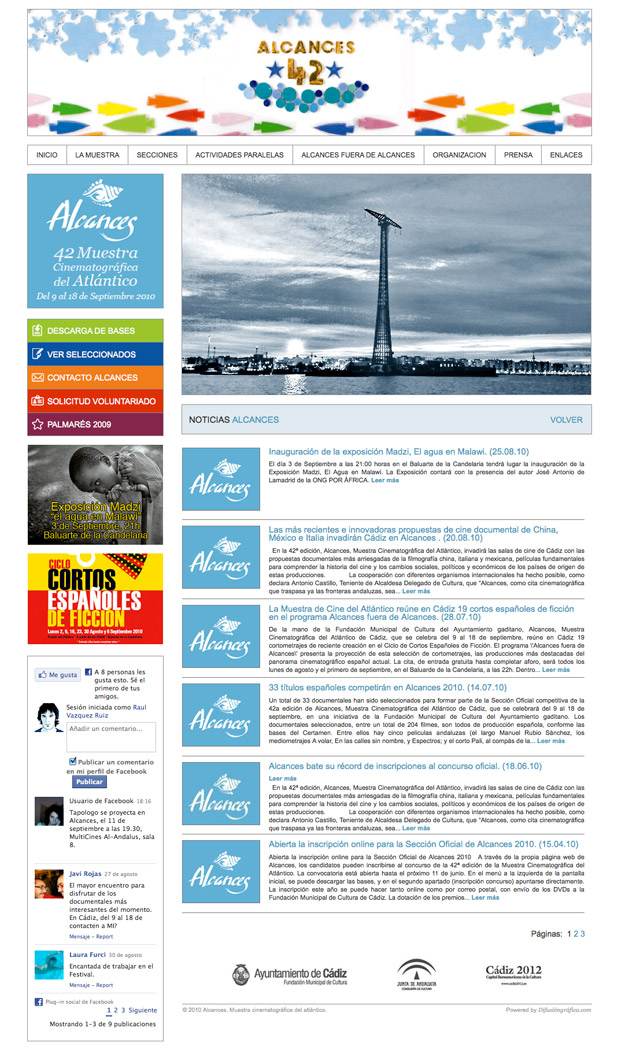 ALCANCES
42
INICIO
LA MUESTRA
SECCIONES
ACTIVIDADES PARALELAS
ALCANCES FUERA DE ALCANCES
ORGANIZACION
PRENSA
ENLACES
Alcances
42 Muestra
Cinematográfica
del Atlántico
Del 9 al 18 de Septiembre 2010
DESCARGA DE BASES
VER SELECCIONADOS
CONTACTO ALCANCES
SOLICITUD VOLUNTARIADO
PALMARÉS 2009
Exposición Madzi
"el agua en Malawi"
3 de Septiembre, 21h
Baluarte de la Candelaria
CICLO
CORTOS
ESPAÑOLES
DE FICCIÓN
Lunes 2, 9, 16, 23, 30 Agosto y 6 Septiembre 2010
Me gusta
A 8 personas les
gusta esto. Sé el
primero de tus
amigos.
Sesión iniciada como Raul
Vazquez Ruiz
Añadir un comentario...
Publicar un comentario
en mi perfil de Facebook
Publicar
Usuario de Facebook 18:16
Tapologo se proyecta en
Alcances, el 11 de
septiembre a las 19.30,
MultiCines Al-Andalus, sala
8.
Javi Rojas 27 de agosto
El mayor encuentro para
disfrutar de los
documentales más
interesantes del momento.
En Cádiz, del 9 al 18 de
contacten a MI?
Mensaje - Report
Laura Furci 30 de agosto
Encantada de trabajar en el
Festival.
Mensaje - Report
Plug-in social de Facebook
1 2 3 Siguiente
Mostrando 1-3 de 9 publicaciones
NOTICIAS ALCANCES
VOLVER
Alcances
Inauguración de la exposición Madzi, El agua en Malawi. (25.08.10)
El día 3 de Septiembre a las 21:00 horas en el Baluarte de la Candelaria tendrá lugar la inauguración de la
Exposición Madzi, El Agua en Malawi. La Exposición contará con la presencia del autor José Antonio de
Lamadrid de la ONG POR ÁFRICA. Leer más
Alcances
Las más recientes e innovadoras propuestas de cine documental de China,
México e Italia invadirán Cádiz en Alcances . (20.08.10)
En la 42ª edición, Alcances, Muestra Cinematográfica del Atlántico, invadirá las salas de cine de Cádiz con las
propuestas documentales más arriesgadas de la filmografía china, italiana y mexicana, películas fundamentales
para comprender la historia del cine y los cambios sociales, políticos y económicos de los países de origen de
estas producciones. La cooperación con diferentes organismos internacionales ha hecho posible, como
declara Antonio Castillo, Teniente de Alcaldesa Delegado de Cultura, que "Alcances, como cita cinematográfica
que traspasa ya las fronteras andaluzas, sea... Leer más
Alcances
La Muestra de Cine del Atlántico reúne en Cádiz 19 cortos españoles de ficción
en el programa Alcances fuera de Alcances. (28.07.10)
De la mano de la Fundación Municipal de Cultura del Ayuntamiento gaditano, Alcances, Muestra
Cinematográfica del Atlántico de Cádiz, que se celebra del 9 al 18 de septiembre, reúne en Cádiz 19
cortometrajes de reciente creación en el Ciclo de Cortos Españoles de Ficción. El programa "Alcances fuera
de Alcances" presenta la proyección de esta selección de cortometrajes, las producciones más destacadas del
panorama cinematográfico español actual. La cita, de entrada gratuita hasta completar aforo, será todos los
lunes de agosto y el primero de septiembre, en el Baluarte de la Candelaria, a las 22h. Dentro... Leer más
Alcances
33 títulos españoles competirán en Alcances 2010. (14.07.10)
Un total de 33 documentales han sido seleccionados para formar parte de la Sección Oficial competitiva de la
42a edición de Alcances, Muestra Cinematográfica del Atlántico de Cádiz, que se celebrará del 9 al 18 de
septiembre, en una iniciativa de la Fundación Municipal de Cultura del Ayuntamiento gaditano. Los
documentales seleccionados, entre un total de 204 films, son todos de producción española, conforme las
bases del Certamen. Entre ellos hay cinco películas andaluzas (el largo Manuel Rubio Sánchez, los
mediometrajes A volar, En las calles sin nombre, y Espectros; y el corto Pali, al compás de la... Leer más
Alcances
Alcances bate su récord de inscripciones al concurso oficial. (18.06.10)
Leer más
En la 42ª edición, Alcances, Muestra Cinematográfica del Atlántico, invadirá las salas de cine de Cádiz con las
propuestas documentales más arriesgadas de la filmografía china, italiana y mexicana, películas fundamentales
para comprender la historia del cine y los cambios sociales, políticos y económicos de los países de origen de
estas producciones. La cooperación con diferentes organismos internacionales ha hecho posible, como
declara Antonio Castillo, Teniente de Alcaldesa Delegado de Cultura, que "Alcances, como cita cinematográfica
que traspasa ya las fronteras andaluzas, sea... Leer más
Alcances
Abierta la inscripción online para la Sección Oficial de Alcances 2010. (15.04.10)
Abierta la inscripción online para la Sección Oficial de Alcances 2010 A través de la propia página web de
Alcances, los candidatos pueden inscribirse al concurso de la 42ª edición de la Muestra Cinematográfica del
Atlántico. La convocatoria está abierta hasta el próximo 11 de junio. En el menú a la izquierda de la pantalla
inicial, se puede descargar las bases, y en el segundo apartado (inscripción concurso) apuntarse directamente.
La inscripción este año se puede hacer tanto online como por correo postal, con envío de los DVDs a la
Fundación Municipal de Cultura de Cádiz. La dotación de los premios... Leer más
Páginas: 1 2 3
Ayuntamiento de Cádiz
Fundación Municipal de Cultura
JUNTA DE ANDALUCIA
CONSEJERÍA DE CULTURA
Cádiz 2012
Capital Iberoamericana de la Cultura
© 2010 Alcances. Muestra cinematográfica del atlántico.
Powered by Difusióngráfica.com